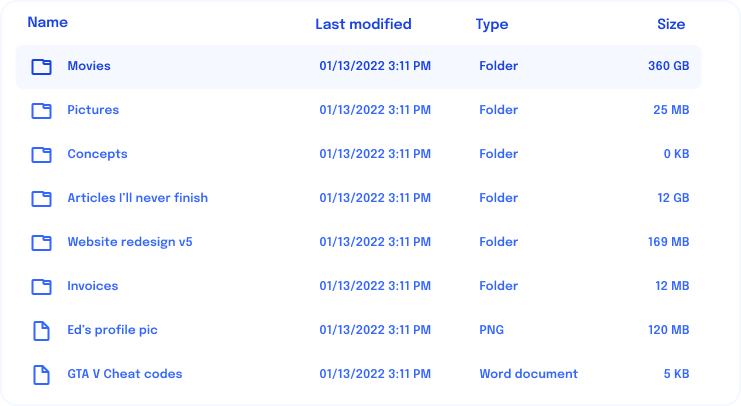 Name Last modified Type Size
Movies 01/13/2022 3:11 PM Folder 360 GB
Pictures 01/13/2022 3:11 PM Folder 25 MB
Concepts 01/13/2022 3:11 PM Folder 0 KB
Articles I’ll never finish 01/13/2022 3:11 PM Folder 12 GB
Website redesign v5 01/13/2022 3:11 PM Folder 169 MB
Invoices 01/13/2022 3:11 PM Folder 12 MB
Ed’s profile pic 01/13/2022 3:11 PM PNG 120 MB
GTA V Cheat codes 01/13/2022 3:11 PM Word document 5 KB